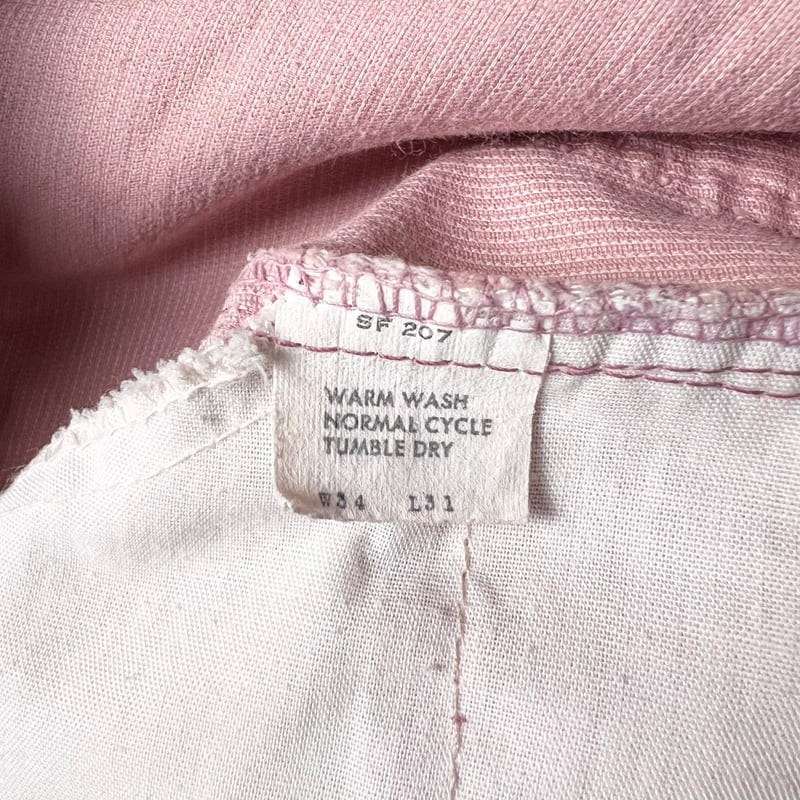 SF 207
WARM WASH
NORMAL CYCLE
TUMBLE DRY
W34 L31